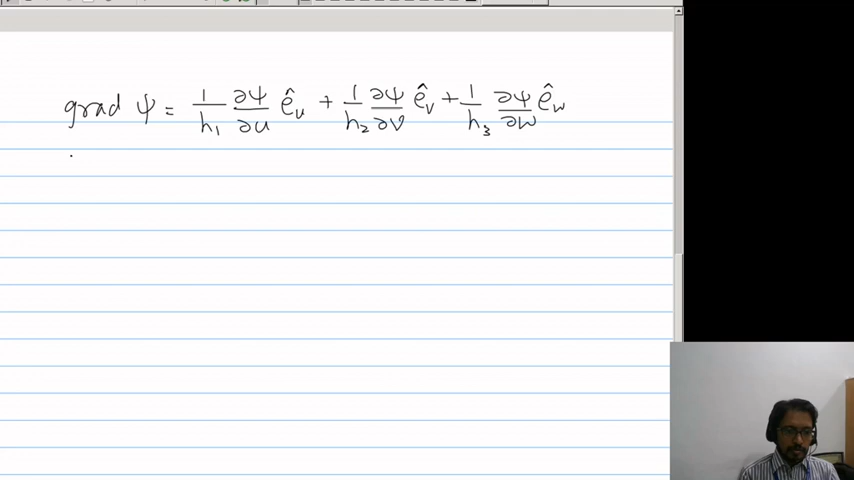 grad ψ = 1/h₁ ∂ψ/∂u ê_u + 1/h₂ ∂ψ/∂v ê_v + 1/h₃ ∂ψ/∂w ê_w